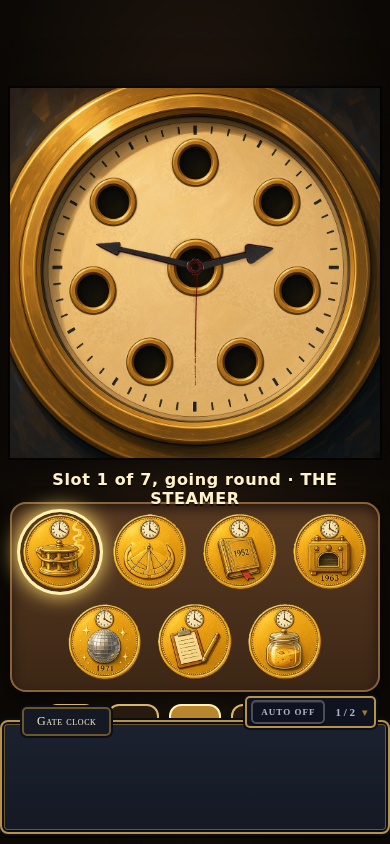 Slot 1 of 7, going round · THE
STEAMER
1952
1963
1971
AUTO OFF 1 / 2 ▼
Gate clock